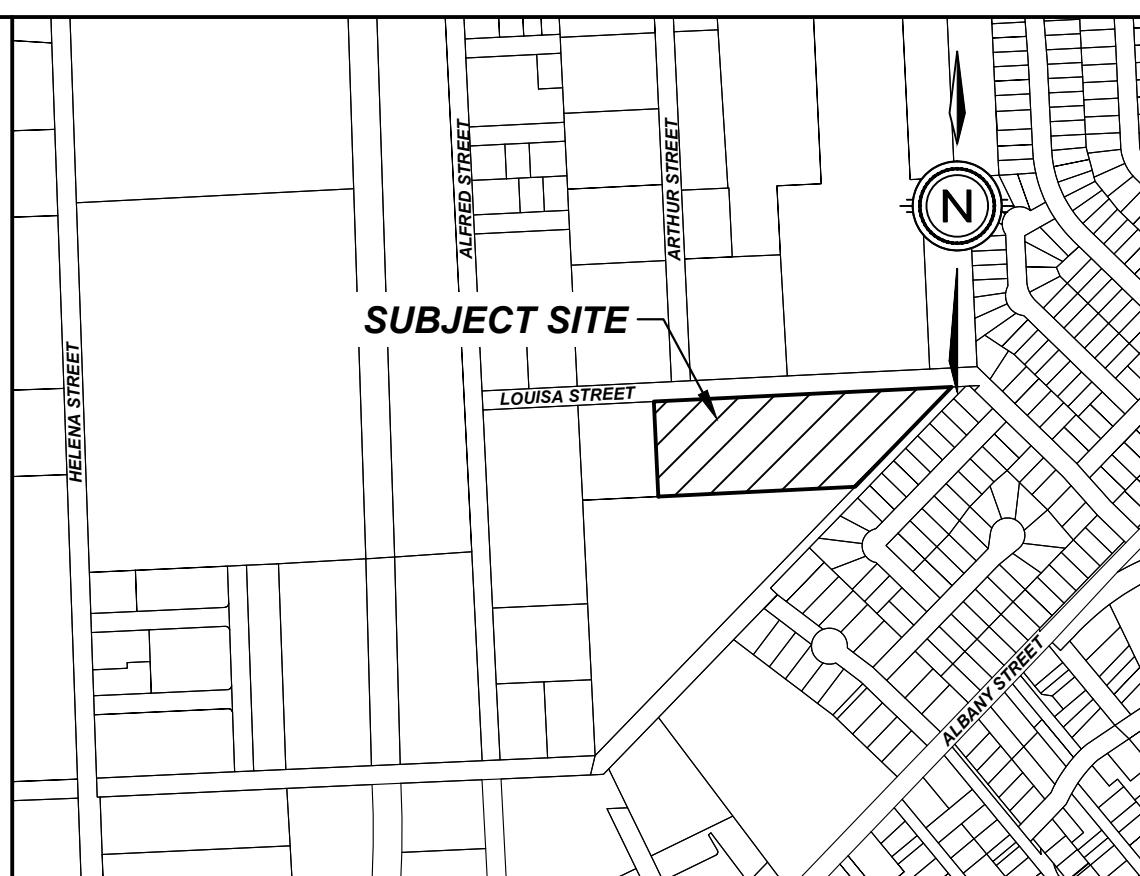 ALFRED STREET
ARTHUR STREET
N
SUBJECT SITE
HELENA STREET
LOUISA STREET
ALBANY STREET